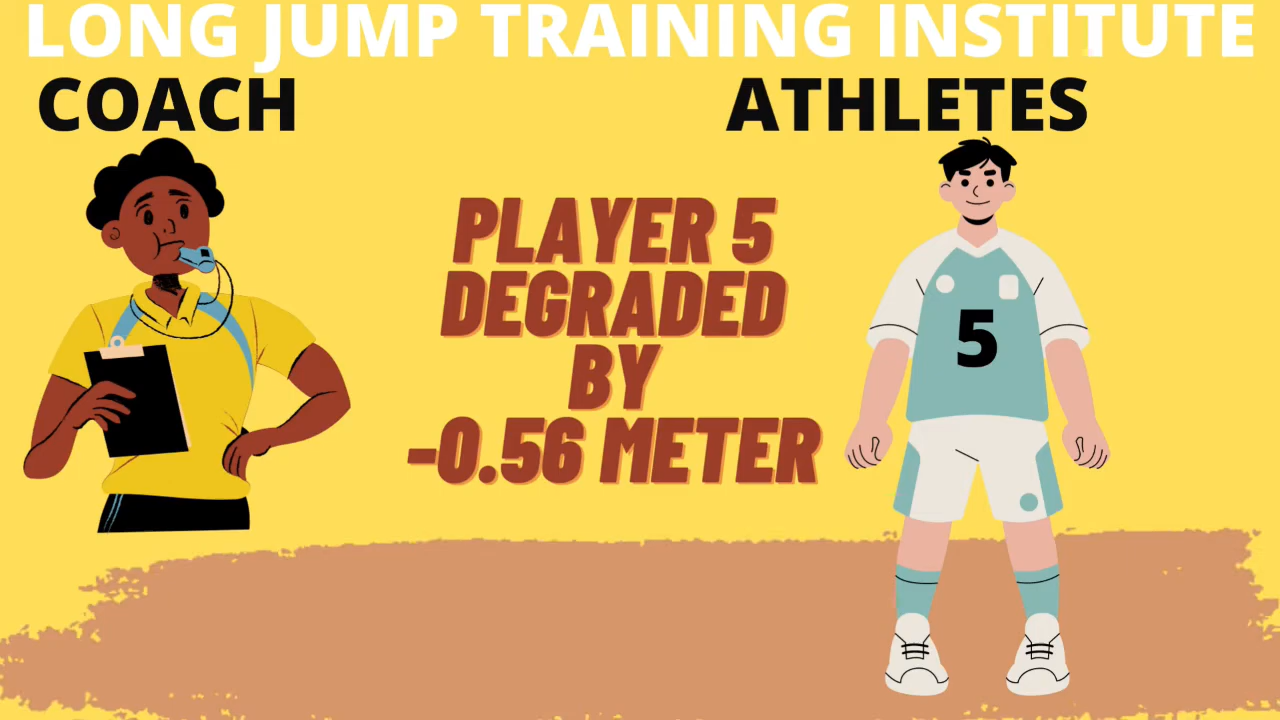 LONG JUMP TRAINING INSTITUTE
COACH
ATHLETES
PLAYER 5
DEGRADED
BY
-0.56 METER
5